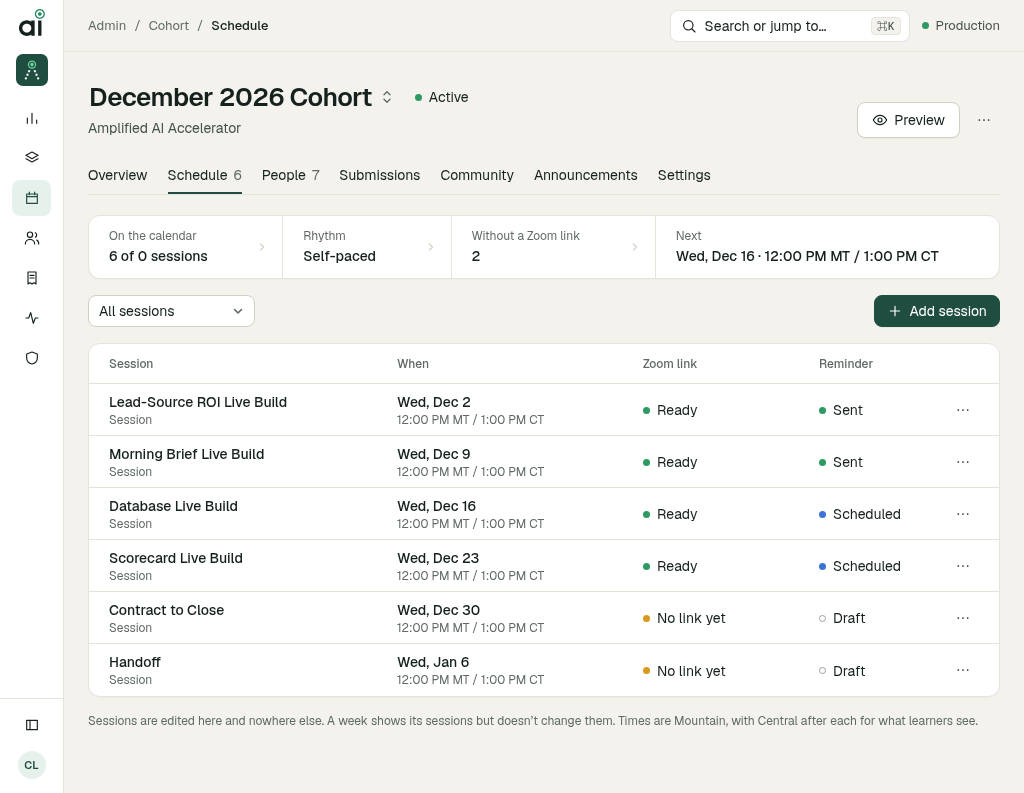 ai
Admin / Cohort / Schedule
Search or jump to… ⌘K
Production
December 2026 Cohort
Active
Amplified AI Accelerator
Preview
Overview
Schedule 6
People 7
Submissions
Community
Announcements
Settings
On the calendar
6 of 0 sessions
Rhythm
Self-paced
Without a Zoom link
2
Next
Wed, Dec 16 · 12:00 PM MT / 1:00 PM CT
All sessions
Add session
Session When Zoom link Reminder
Lead-Source ROI Live Build
Session
Wed, Dec 2
12:00 PM MT / 1:00 PM CT
Ready
Sent
Morning Brief Live Build
Session
Wed, Dec 9
12:00 PM MT / 1:00 PM CT
Ready
Sent
Database Live Build
Session
Wed, Dec 16
12:00 PM MT / 1:00 PM CT
Ready
Scheduled
Scorecard Live Build
Session
Wed, Dec 23
12:00 PM MT / 1:00 PM CT
Ready
Scheduled
Contract to Close
Session
Wed, Dec 30
12:00 PM MT / 1:00 PM CT
No link yet
Draft
Handoff
Session
Wed, Jan 6
12:00 PM MT / 1:00 PM CT
No link yet
Draft
Sessions are edited here and nowhere else. A week shows its sessions but doesn't change them. Times are Mountain, with Central after each for what learners see.
CL